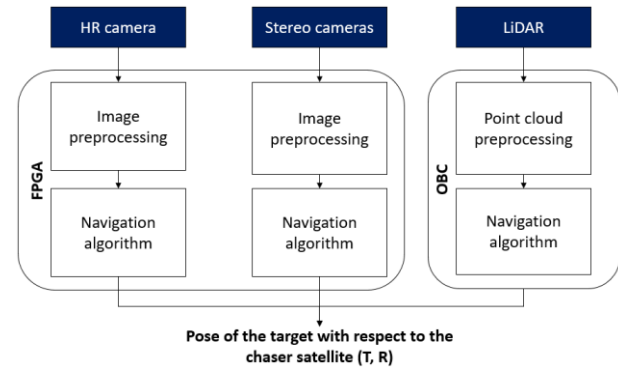 HR camera
Stereo cameras
LiDAR
FPGA
Image
preprocessing
Image
preprocessing
OBC
Point cloud
preprocessing
Navigation
algorithm
Navigation
algorithm
Navigation
algorithm
Pose of the target with respect to the
chaser satellite (T, R)